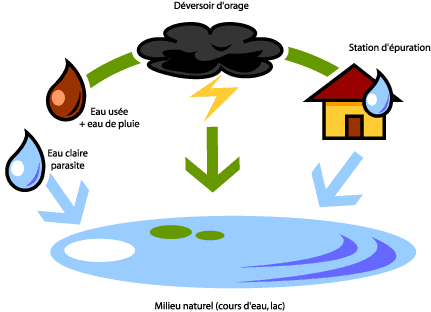 Déversoir d'orage
Station d'épuration
Eau usée
+ eau de pluie
Eau claire
parasite
Milieu naturel (cours d'eau, lac)